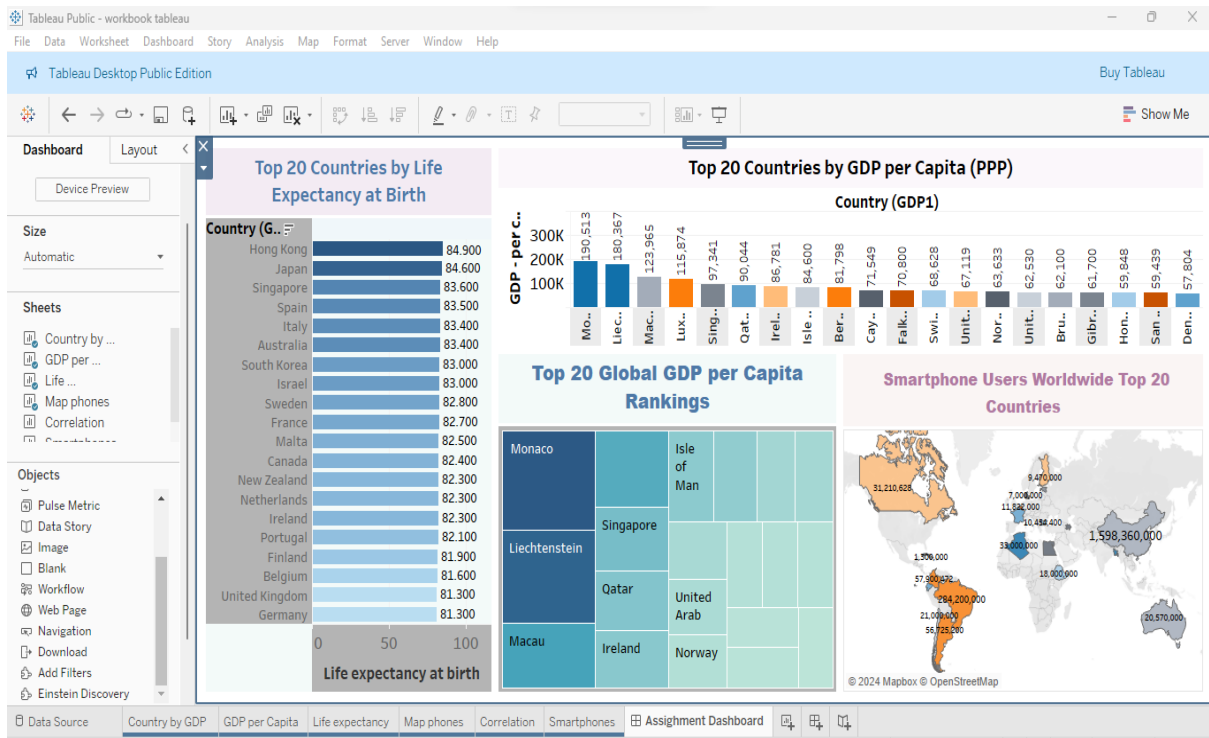 Tableau Public - workbook tableau
File Data Worksheet Dashboard Story Analysis Map Format Server Window Help
Tableau Desktop Public Edition
Buy Tableau
Show Me
Dashboard
Layout
Device Preview
Size
Automatic
Sheets
Country by ...
GDP per ...
Life ...
Map phones
Correlation
Objects
Pulse Metric
Data Story
Image
Blank
Workflow
Web Page
Navigation
Download
Add Filters
Einstein Discovery
Top 20 Countries by Life
Expectancy at Birth
Country (G..
Hong Kong 84.900
Japan 84.600
Singapore 83.600
Spain 83.500
Italy 83.400
Australia 83.400
South Korea 83.000
Israel 83.000
Sweden 82.800
France 82.700
Malta 82.500
Canada 82.400
New Zealand 82.300
Netherlands 82.300
Ireland 82.300
Portugal 82.100
Finland 81.900
Belgium 81.600
United Kingdom 81.300
Germany 81.300
0 50 100
Life expectancy at birth
Top 20 Countries by GDP per Capita (PPP)
Country (GDP1)
GDP - per c..
300K
200K
100K
190,513 180,367 123,965 115,874 97,341 90,044 86,781 84,600 81,798 71,549 70,800 68,628 67,119 63,633 62,530 62,100 61,700 59,848 59,439 57,804
Mo.. Liec.. Mac.. Lux.. Sing.. Qat.. Irel.. Isle .. Ber.. Cay.. Falk.. Swi.. Unit.. Nor.. Unit.. Bru.. Gibr.. Hon.. San .. Den..
Top 20 Global GDP per Capita
Rankings
Monaco
Liechtenstein
Macau
Singapore
Qatar
Ireland
Isle
of
Man
United
Arab
Norway
Smartphone Users Worldwide Top 20
Countries
31,210,628
9,470,000
11,822,000
1,598,360,000
33,000,000
1,500,000
18,000,000
57,900,472
284,200,000
21,000,000
56,725,200
20,570,000
© 2024 Mapbox © OpenStreetMap
Data Source Country by GDP GDP per Capita Life expectancy Map phones Correlation Smartphones Assighment Dashboard